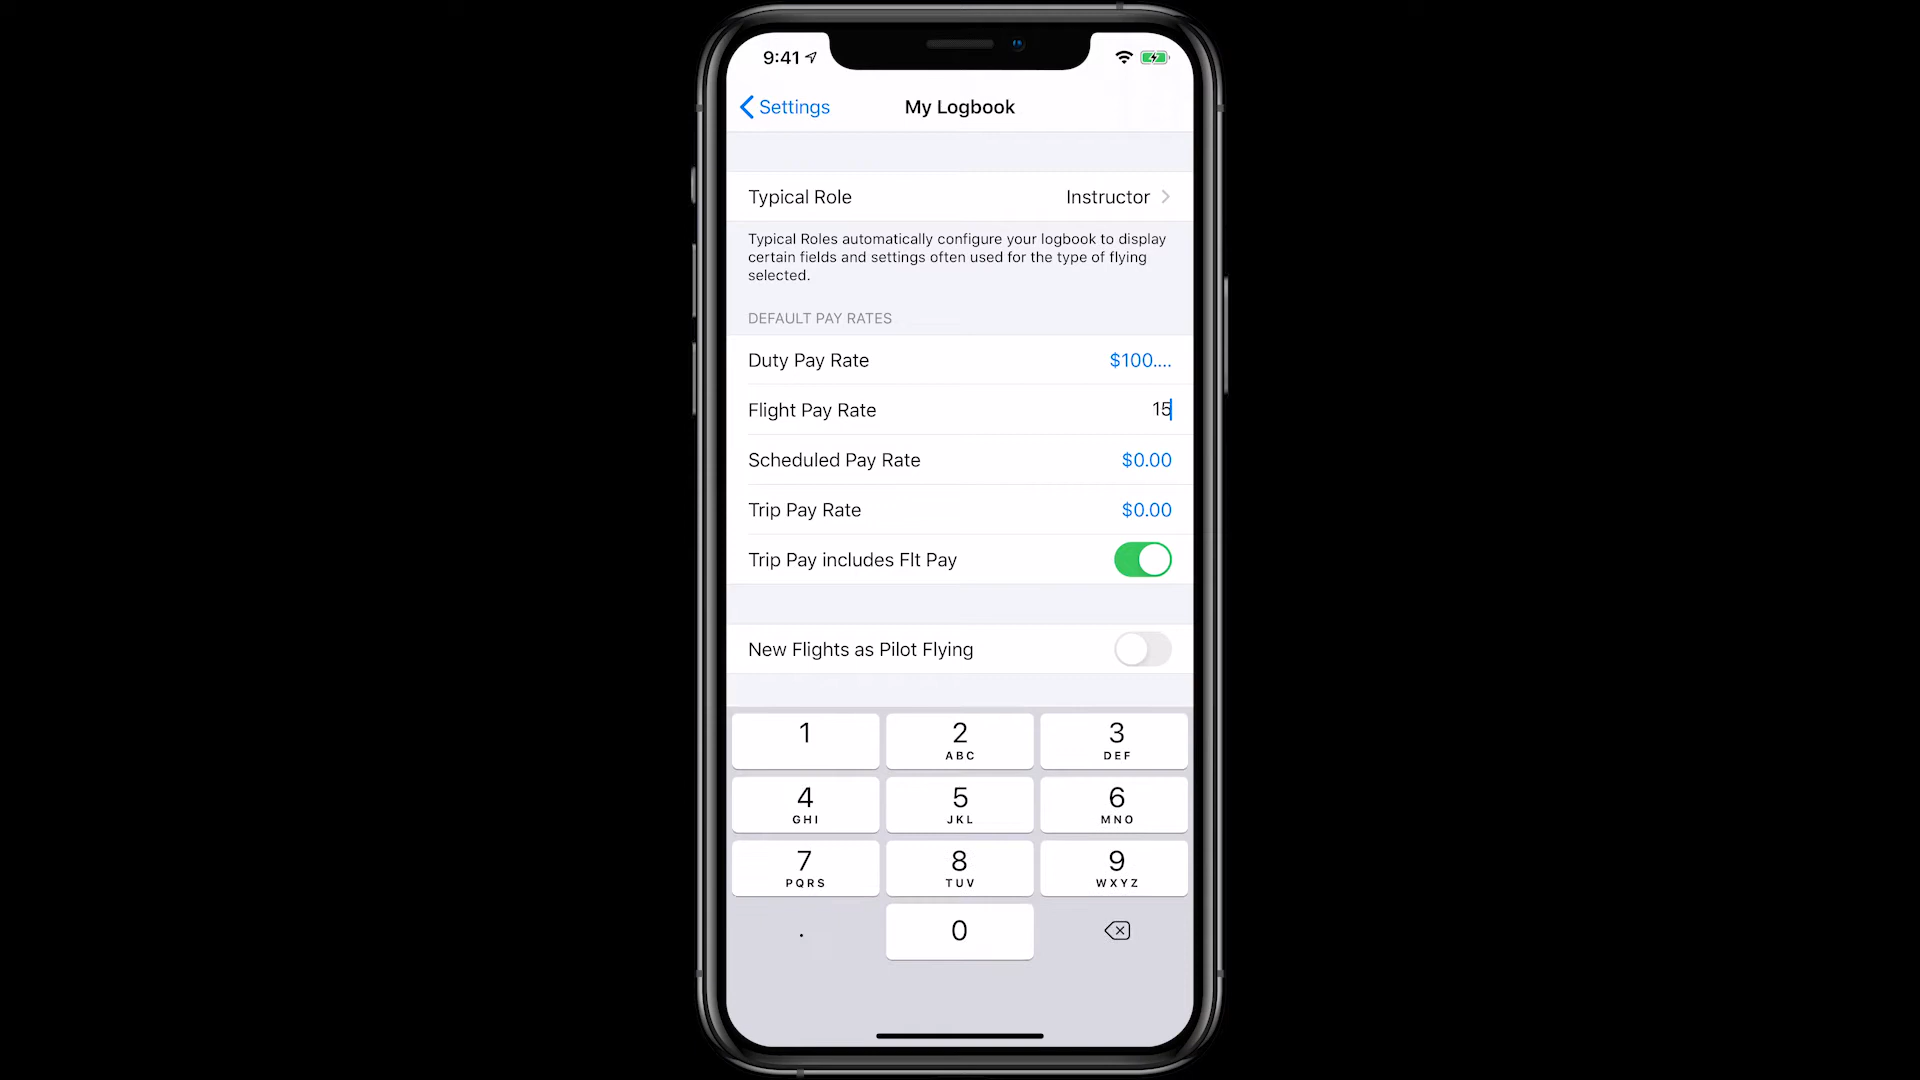 9:41
Settings
My Logbook
Typical Role
Instructor
Typical Roles automatically configure your logbook to display
certain fields and settings often used for the type of flying
selected.
DEFAULT PAY RATES
Duty Pay Rate
$100....
Flight Pay Rate
15
Scheduled Pay Rate
$0.00
Trip Pay Rate
$0.00
Trip Pay includes Flt Pay
New Flights as Pilot Flying
1
2
ABC
3
DEF
4
GHI
5
JKL
6
MNO
7
PQRS
8
TUV
9
WXYZ
.
0